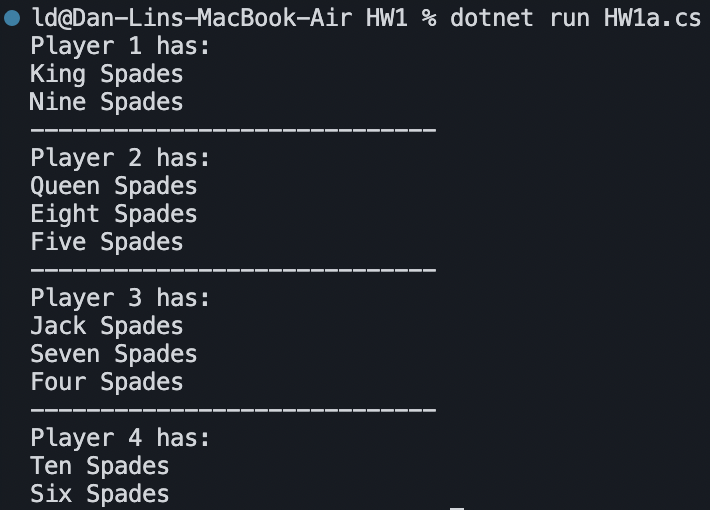 ld@Dan-Lins-MacBook-Air HW1 % dotnet run HW1a.cs
Player 1 has:
King Spades
Nine Spades
-----------------------------
Player 2 has:
Queen Spades
Eight Spades
Five Spades
-----------------------------
Player 3 has:
Jack Spades
Seven Spades
Four Spades
-----------------------------
Player 4 has:
Ten Spades
Six Spades